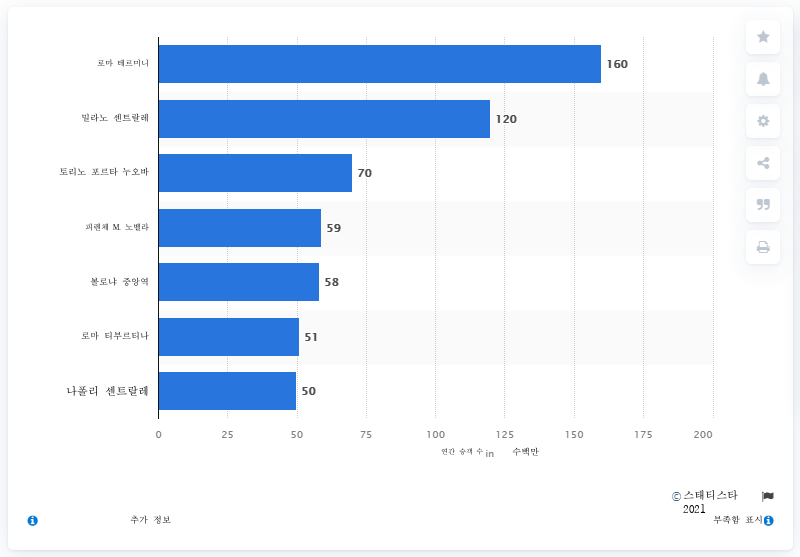 로마 테르미니
160
밀라노 센트랄레
120
토리노 포르타 누오바
70
피렌체 M. 노벨라
59
볼로냐 중앙역
58
로마 티부르티나
51
나폴리 센트랄레
50
0 25 50 75 100 125 150 175 200
연간 승객 수 in 수백만
© 스태티스타
2021
추가 정보
부족함 표시